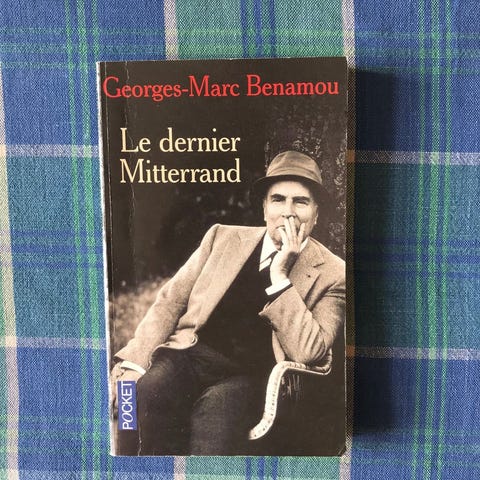 Georges-Marc Benamou
Le dernier
Mitterrand
POCKET